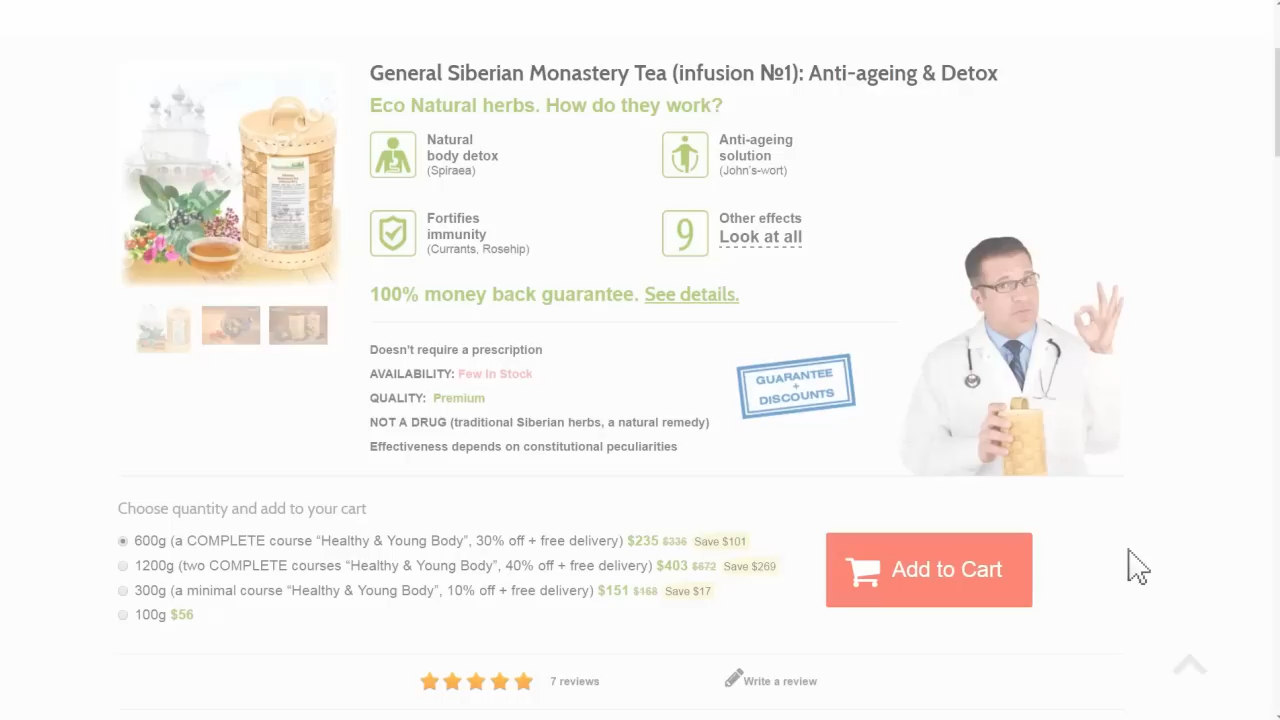 General Siberian Monastery Tea (infusion №1): Anti-ageing & Detox
Eco Natural herbs. How do they work?
Natural
body detox
(Spiraea)
Anti-ageing
solution
(John's-wort)
Fortifies
immunity
(Currants, Rosehip)
9
Other effects
Look at all
100% money back guarantee. See details.
Doesn't require a prescription
AVAILABILITY: Few in Stock
QUALITY: Premium
NOT A DRUG (traditional Siberian herbs, a natural remedy)
Effectiveness depends on constitutional peculiarities
GUARANTEE
+
DISCOUNTS
Choose quantity and add to your cart
600g (a COMPLETE course “Healthy & Young Body”, 30% off + free delivery) $235 $336 Save $101
1200g (two COMPLETE courses “Healthy & Young Body”, 40% off + free delivery) $403 $672 Save $269
300g (a minimal course “Healthy & Young Body”, 10% off + free delivery) $151 $168 Save $17
100g $56
Add to Cart
7 reviews
Write a review